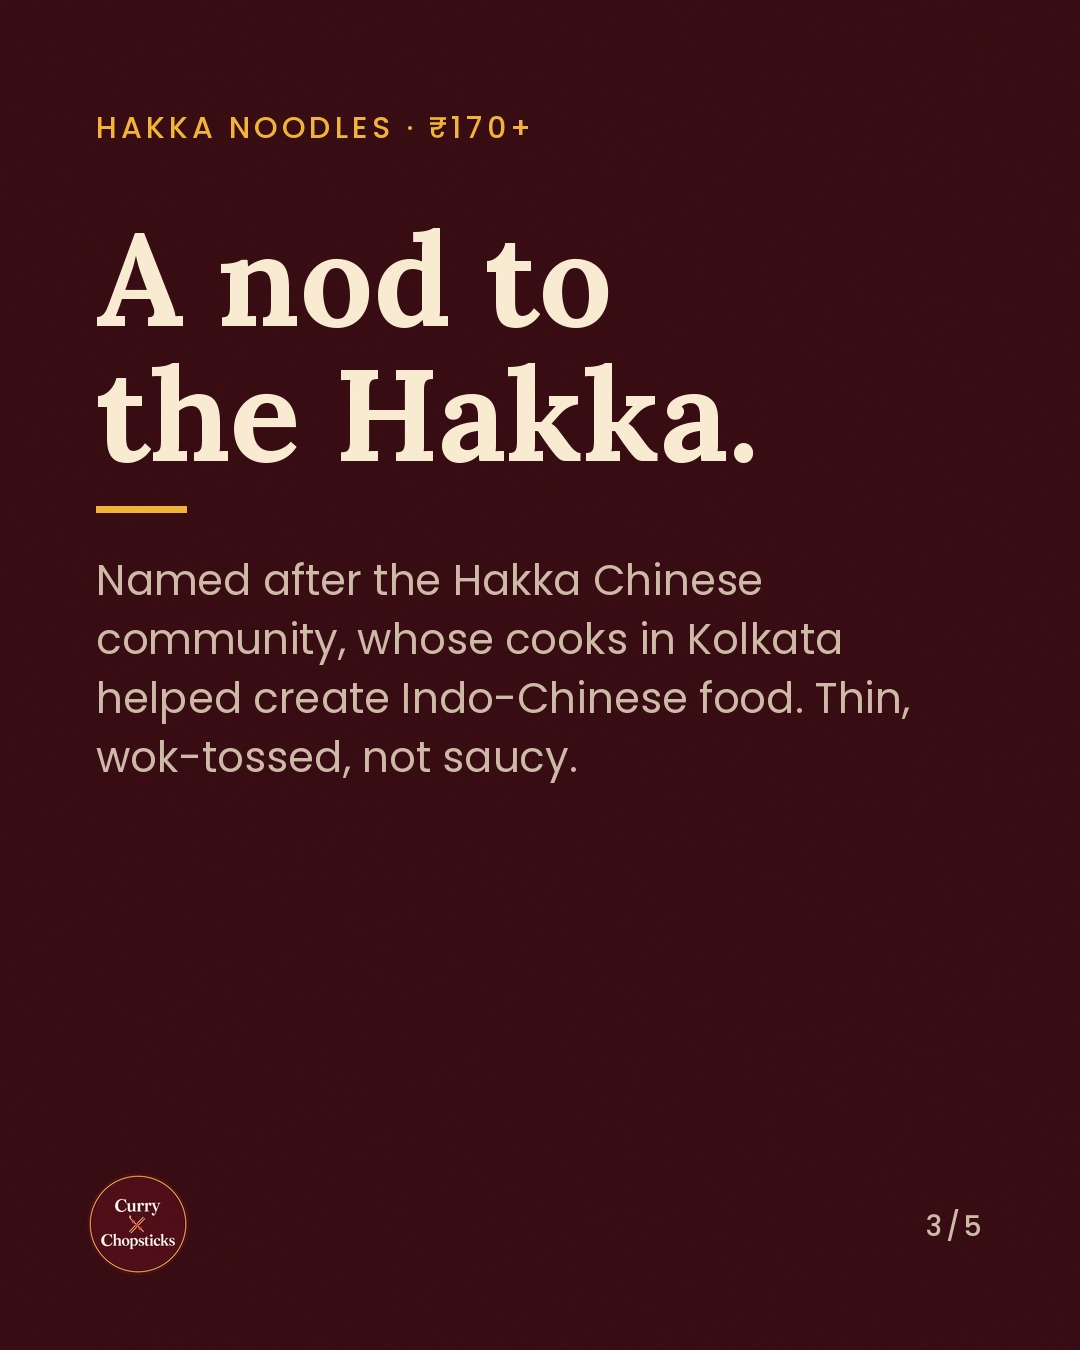 HAKKA NOODLES · ₹170+
A nod to
the Hakka.
Named after the Hakka Chinese
community, whose cooks in Kolkata
helped create Indo-Chinese food. Thin,
wok-tossed, not saucy.
Curry
Chopsticks
3/5